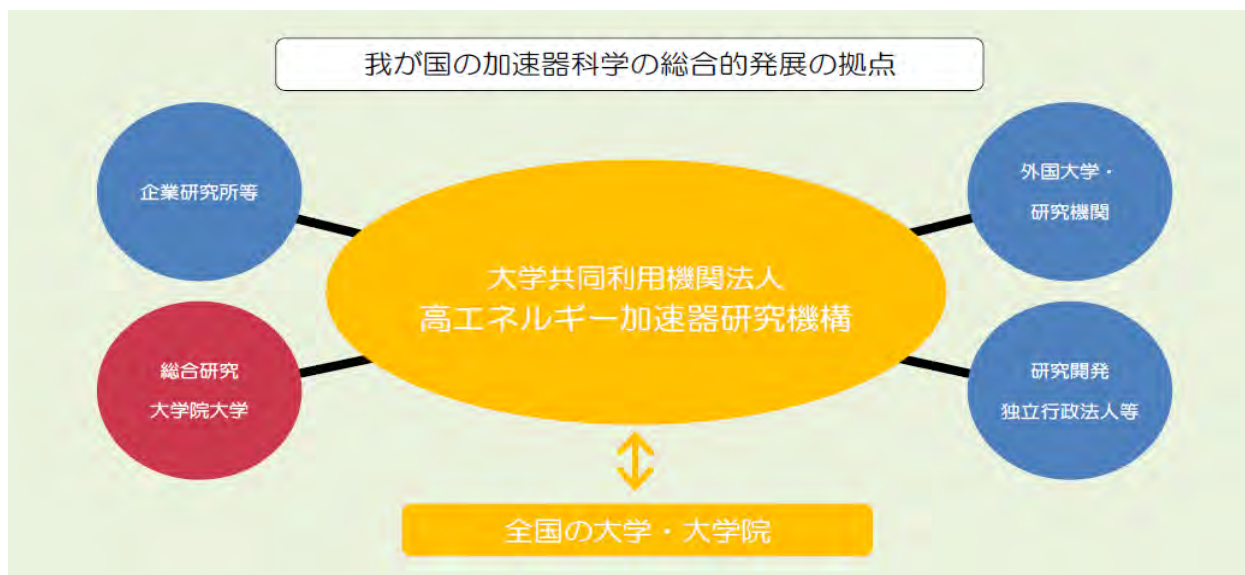 我が国の加速器科学の総合的発展の拠点
企業研究所等
外国大学・
研究機関
大学共同利用機関法人
高エネルギー加速器研究機構
総合研究
大学院大学
研究開発
独立行政法人等
全国の大学・大学院